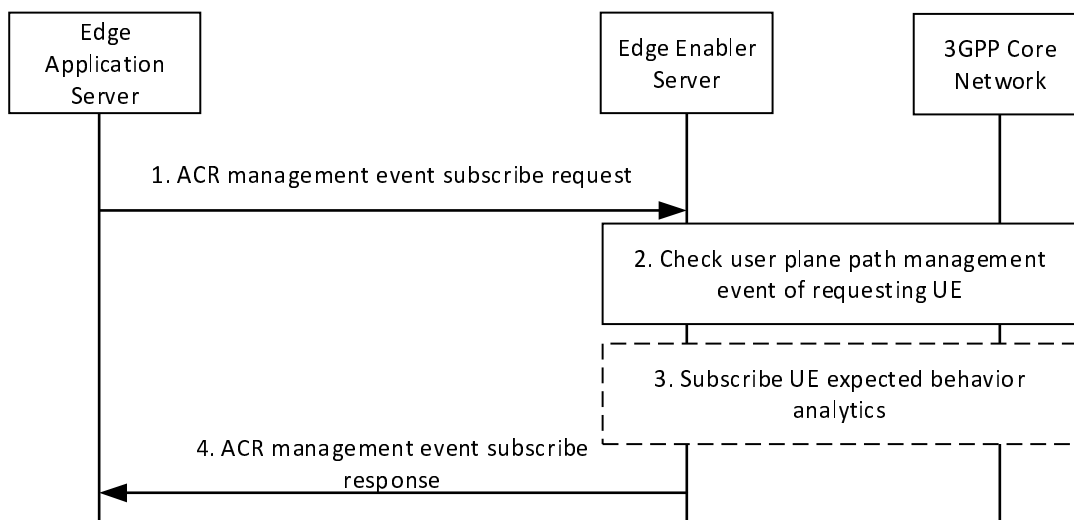 Edge
Application
Server
Edge Enabler
Server
3GPP Core
Network
1. ACR management event subscribe request
2. Check user plane path management
event of requesting UE
3. Subscribe UE expected behavior
analytics
4. ACR management event subscribe
response